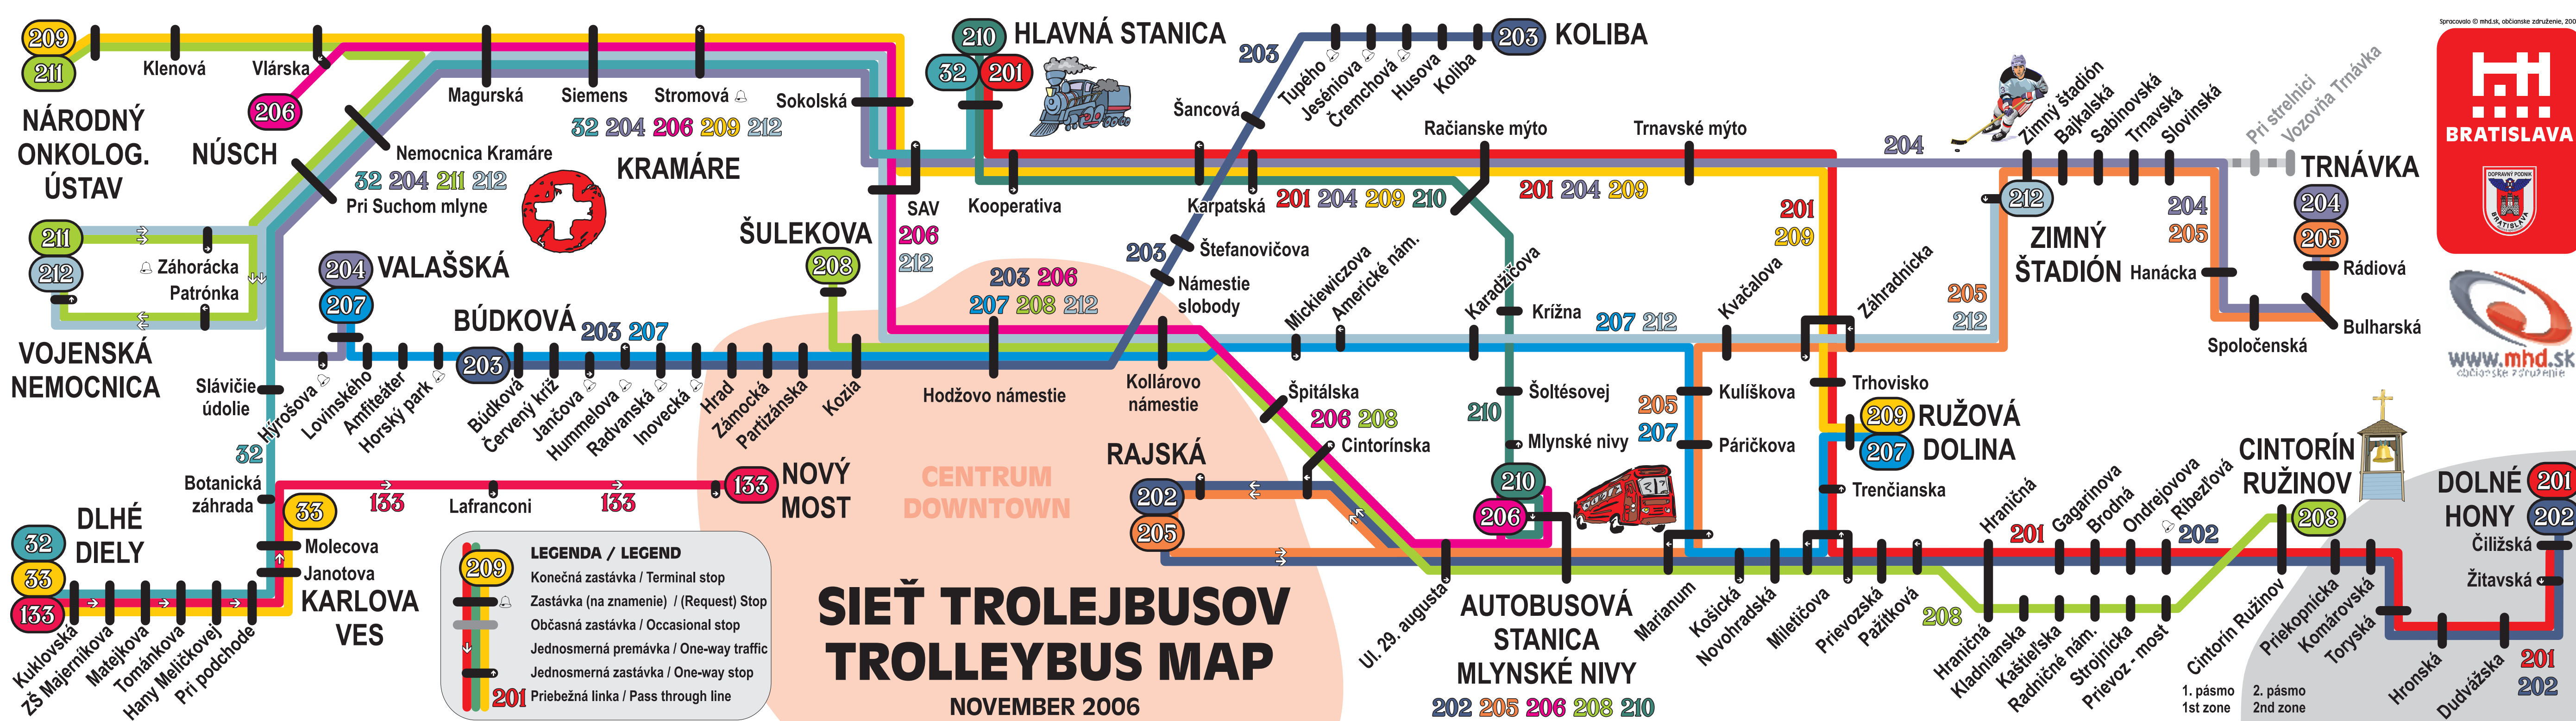 209
211
NÁRODNÝ
ONKOLOG.
ÚSTAV
Klenová
Vlárska
206
NÚSCH
Magurská
Siemens
Stromová
32 204 206 209 212
KRAMÁRE
Nemocnica Kramáre
32 204 211 212
Pri Suchom mlyne
Sokolská
210
HLAVNÁ STANICA
32
201
SAV
206
212
Kooperativa
203
Tupého
Jeséniova
Čremchová
Husova
Koliba
203
KOLIBA
Šancová
Karpatská
201 204 209 210
Račianske mýto
Trnavské mýto
201 204 209
204
Zimný štadión
Bajkalská
Sabinovská
Trnavská
Slovinská
Pri strelnici
Vozovňa Trnávka
TRNÁVKA
204
205
Rádiová
Bulharská
Spoločenská
Hanácka
204
205
212
ZIMNÝ
ŠTADIÓN
Spracovalo © mhd.sk, občianske združenie, 200
BRATISLAVA
DOPRAVNÝ PODNIK
BRATISLAVA
www.mhd.sk
občianske združenie
211
212
Záhorácka
Patrónka
VOJENSKÁ
NEMOCNICA
204
207
VALAŠSKÁ
Hýrošova
Lovinského
Amfiteáter
Horský park
BÚDKOVÁ
203
203 207
Búdková
Červený kríž
Jančova
Hummelova
Radvanská
Inovecká
Hrad
Zámocká
Partizánska
Kozia
ŠULEKOVA
208
203 206
207 208 212
Hodžovo námestie
203
Štefanovičova
Námestie
slobody
Kollárovo
námestie
Mickiewiczova
Americké nám.
Karadžičova
Krížna
207 212
Kvačalova
201
209
Záhradnícka
205
212
Špitálska
206 208
Cintorínska
210
Šoltésovej
Mlynské nivy
210
206
205
207
Kulíškova
Páričkova
Trhovisko
209
207
RUŽOVÁ
DOLINA
Trenčianska
Slávičie
údolie
32
Botanická
záhrada
33
Molecova
Janotova
KARLOVA
VES
DLHÉ
DIELY
32
33
133
Kuklovská
ZŠ Majerníkova
Matejkova
Tománkova
Hany Meličkovej
Pri podchode
133
Lafranconi
133
133
NOVÝ
MOST
CENTRUM
DOWNTOWN
RAJSKÁ
202
205
LEGENDA / LEGEND
209
Konečná zastávka / Terminal stop
Zastávka (na znamenie) / (Request) Stop
Občasná zastávka / Occasional stop
Jednosmerná premávka / One-way traffic
Jednosmerná zastávka / One-way stop
201 Priebežná linka / Pass through line
SIEŤ TROLEJBUSOV
TROLLEYBUS MAP
NOVEMBER 2006
Ul. 29. augusta
AUTOBUSOVÁ
STANICA
MLYNSKÉ NIVY
202 205 206 208 210
Marianum
Košická
Novohradská
Miletičova
Prievozská
Pažítková
208
Hraničná
201
Gagarinova
Brodná
Ondrejovova
Ríbezľová
202
Hraničná
Kladnianska
Kaštieľska
Radničné nám.
Strojnícka
Prievoz - most
CINTORÍN
RUŽINOV
208
Cintorín Ružinov
Priekopnícka
Komárovská
Toryská
Hronská
Dudvážska
DOLNÉ
HONY
201
202
Čiližská
Žitavská
201
202
1. pásmo
1st zone
2. pásmo
2nd zone